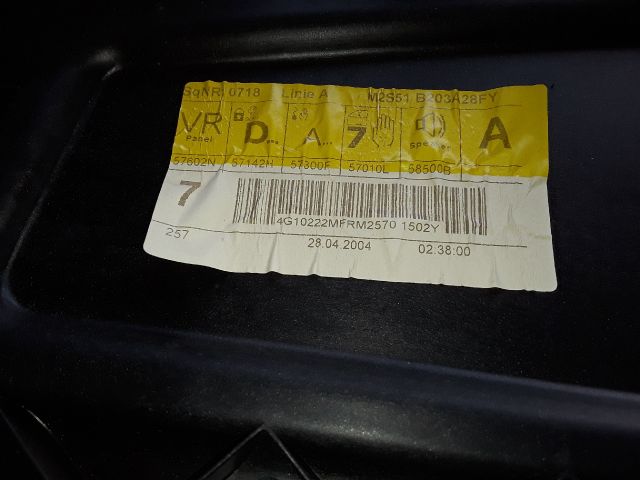 SqNR: 0718 Linie A M2S51 B203A28FY
VR D... A... 7 A
Panel speaker
57602N 57142H 57300F 57010L 58500B
7
4G10222MFRM2570 1502Y
257 28.04.2004 02:38:00